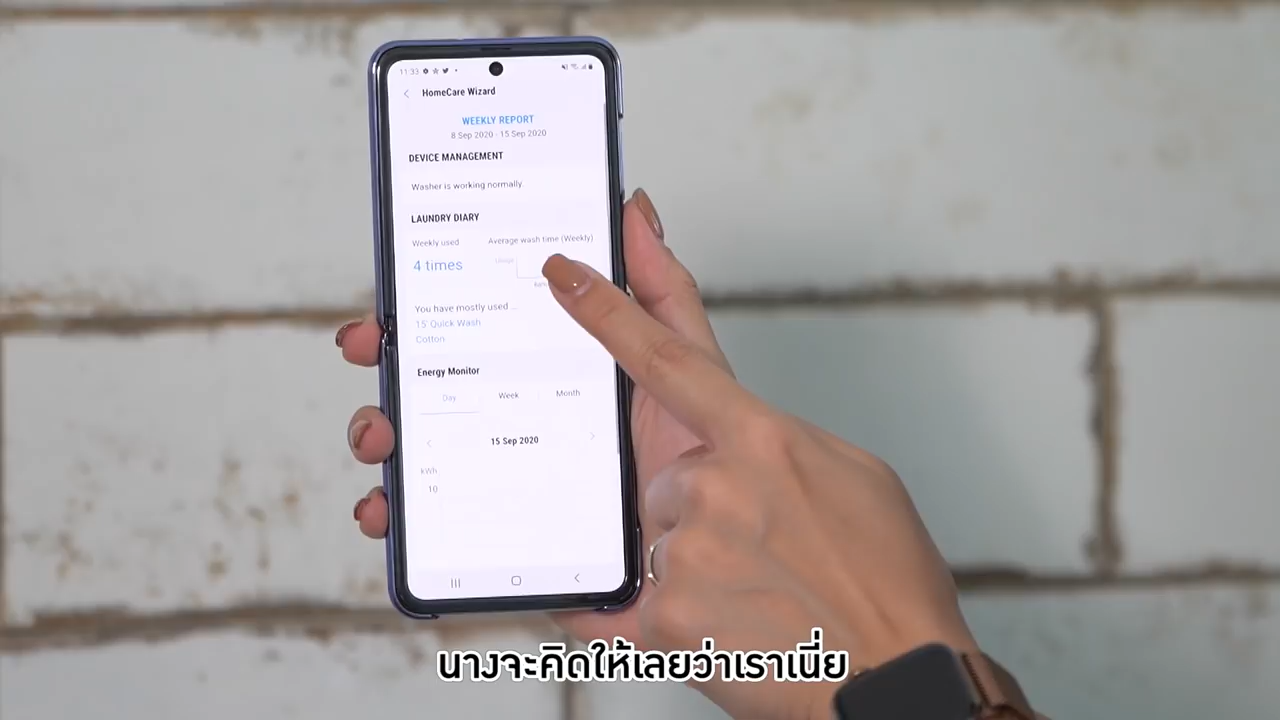 11:33
HomeCare Wizard
WEEKLY REPORT
8 Sep 2020 - 15 Sep 2020
DEVICE MANAGEMENT
Washer is working normally.
LAUNDRY DIARY
Weekly used
Average wash time (Weekly)
4 times
Usage
You have mostly used ...
15' Quick Wash
Cotton
Energy Monitor
Day
Week
Month
15 Sep 2020
kWh
10
นางจะคิดให้เลยว่าเราเนี่ย